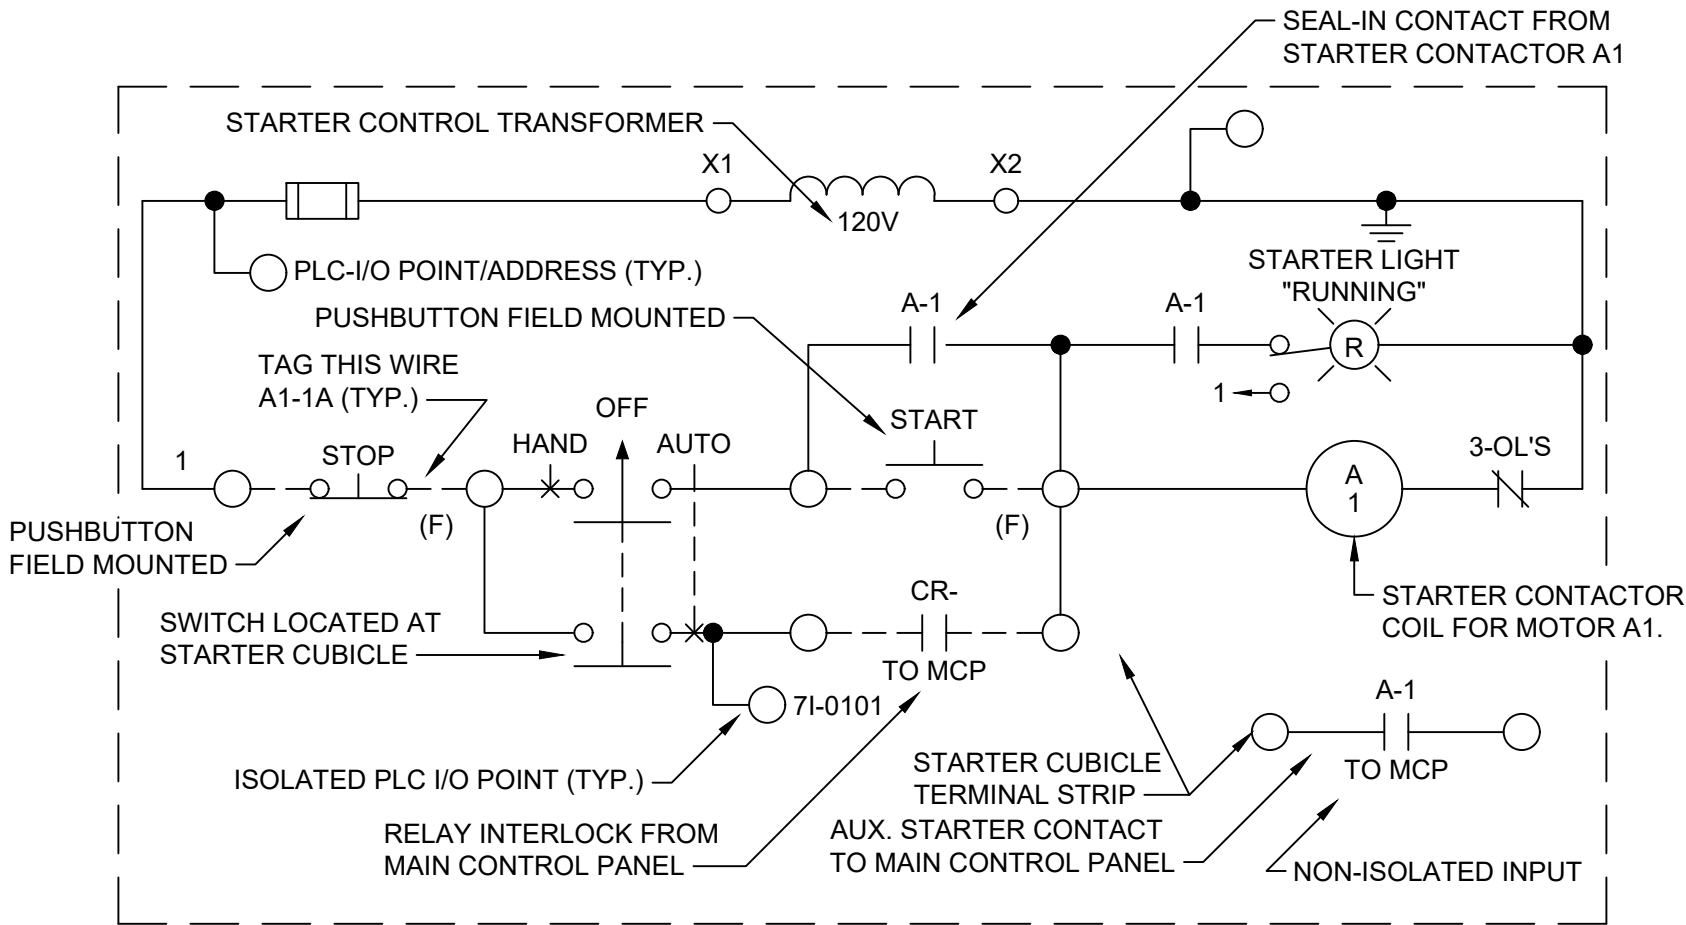 SEAL-IN CONTACT FROM
STARTER CONTACTOR A1
STARTER CONTROL TRANSFORMER
X1
X2
120V
PLC-I/O POINT/ADDRESS (TYP.)
STARTER LIGHT
"RUNNING"
A-1
A-1
PUSHBUTTON FIELD MOUNTED
R
TAG THIS WIRE
A1-1A (TYP.)
1
OFF
START
HAND
AUTO
1
STOP
3-OL'S
A
1
(F)
(F)
PUSHBUTTON
FIELD MOUNTED
CR-
STARTER CONTACTOR
COIL FOR MOTOR A1.
SWITCH LOCATED AT
STARTER CUBICLE
TO MCP
7I-0101
A-1
TO MCP
ISOLATED PLC I/O POINT (TYP.)
STARTER CUBICLE
TERMINAL STRIP
RELAY INTERLOCK FROM
MAIN CONTROL PANEL
AUX. STARTER CONTACT
TO MAIN CONTROL PANEL
NON-ISOLATED INPUT